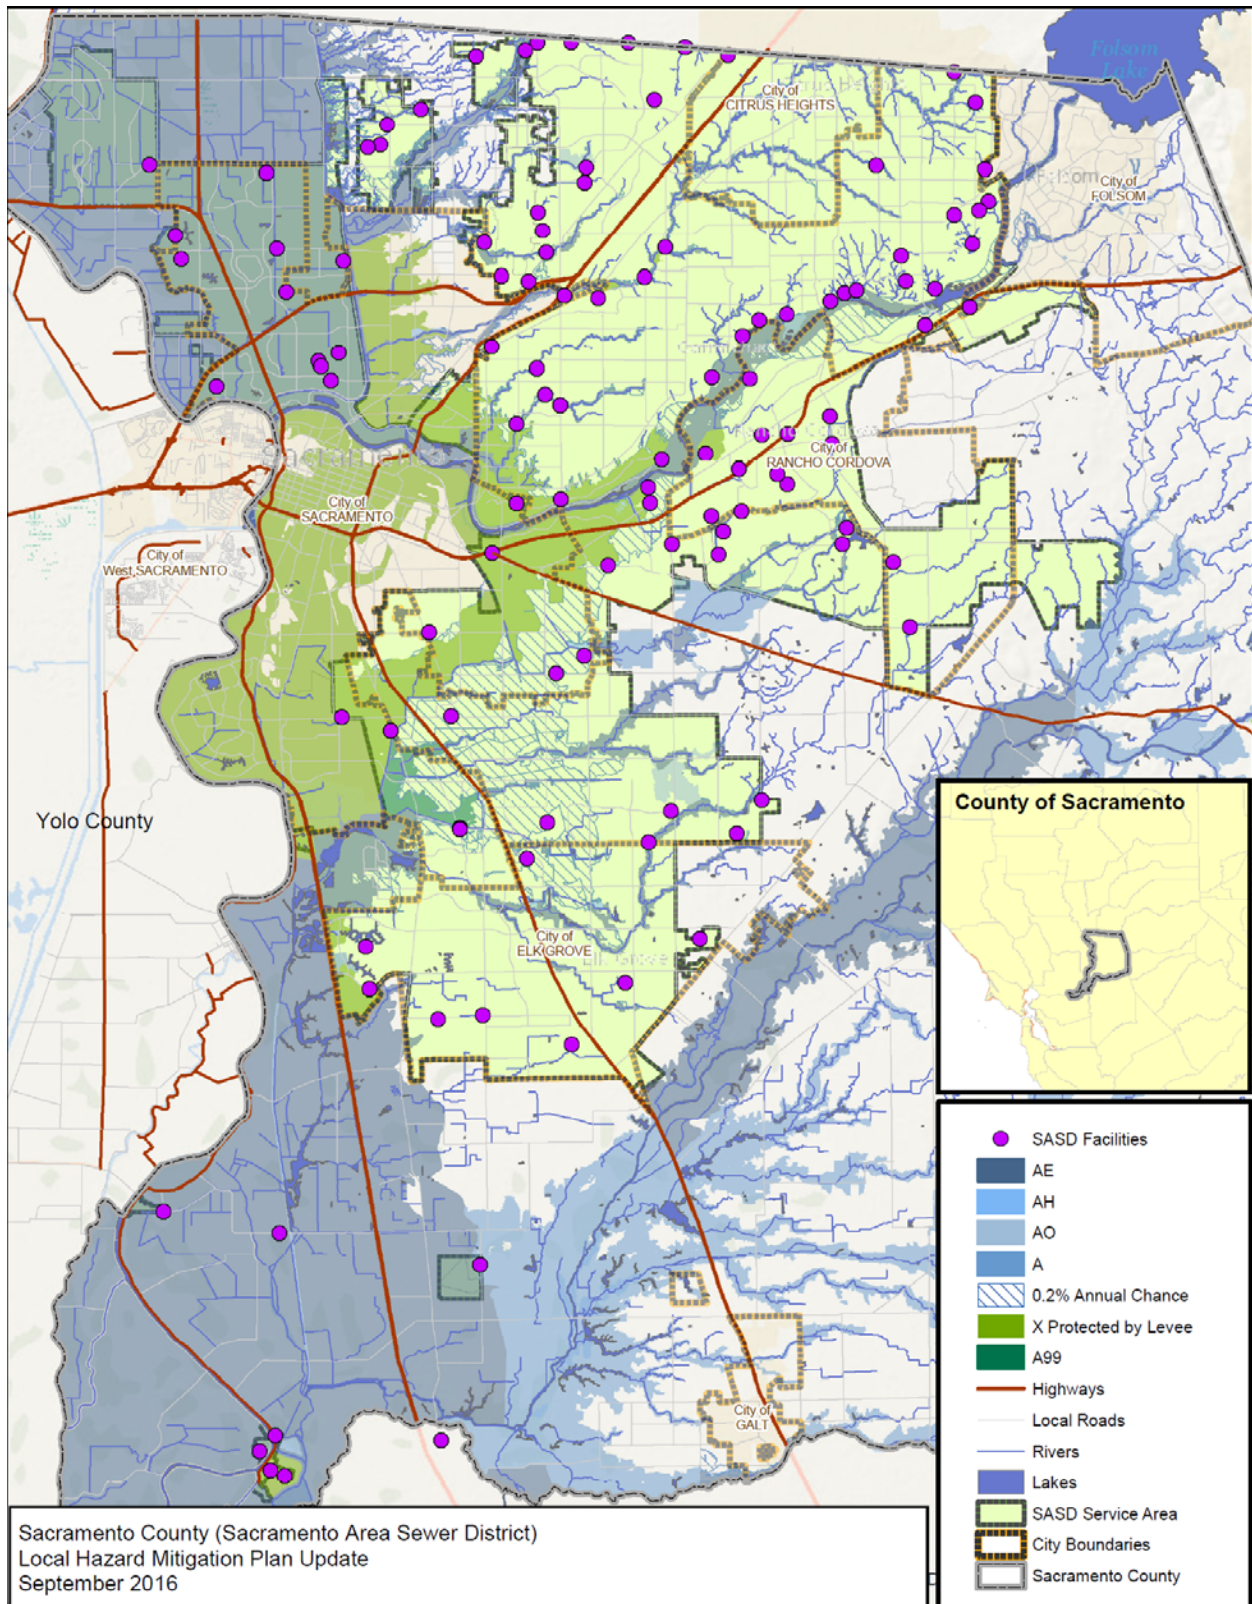 Folsom
Lake
City of
CITRUS HEIGHTS
City of
FOLSOM
Sacramento
City of
SACRAMENTO
City of
RANCHO CORDOVA
City of
West SACRAMENTO
Yolo County
City of
ELK GROVE
City of
GALT
County of Sacramento
SASD Facilities
AE
AH
AO
A
0.2% Annual Chance
X Protected by Levee
A99
Highways
Local Roads
Rivers
Lakes
SASD Service Area
City Boundaries
Sacramento County
Sacramento County (Sacramento Area Sewer District)
Local Hazard Mitigation Plan Update
September 2016